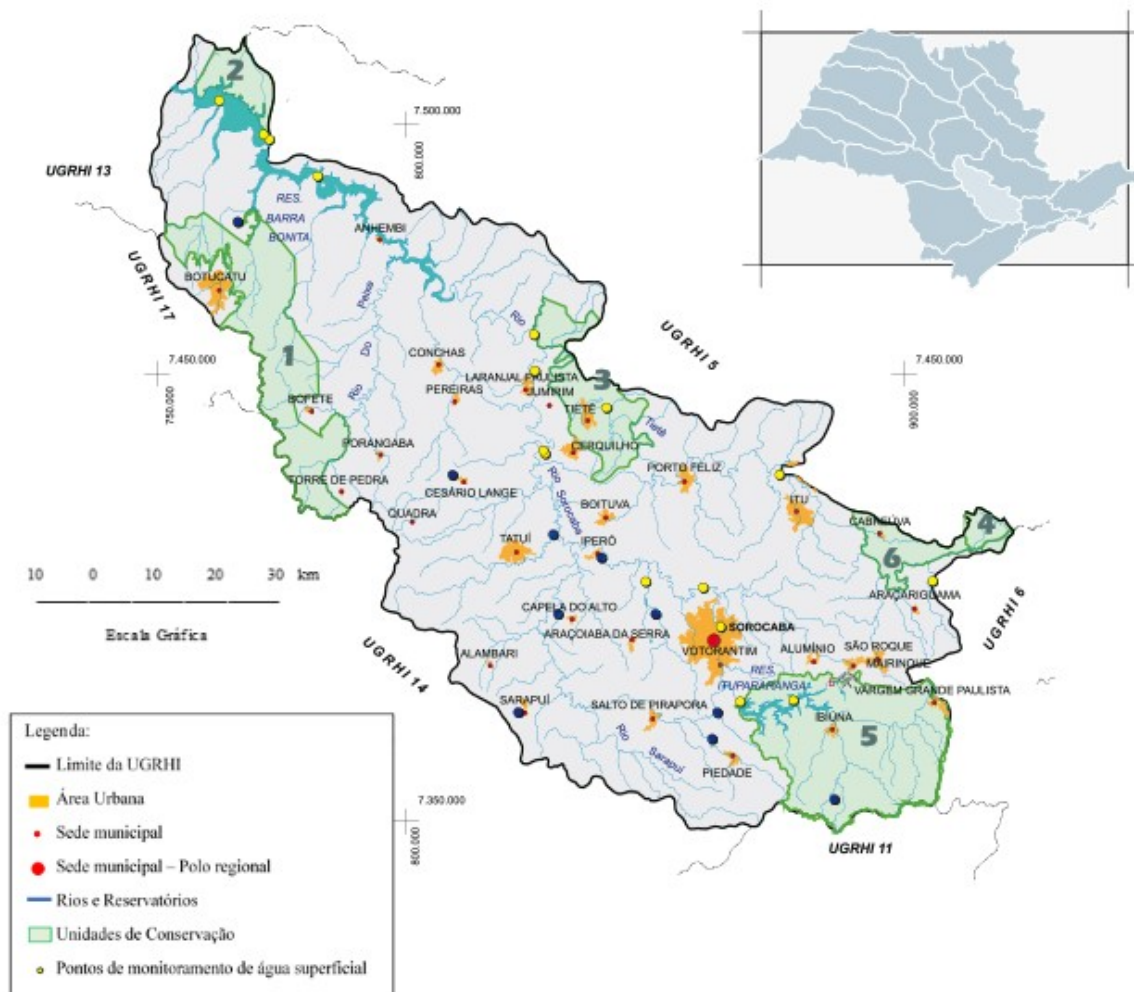 2
7.500.000
800.000
UGRHI 13
RES.
BARRA
BONITA
ANHEMBI
BOTUCATU
UGRHI 17
Rio Do Peixe
Rio
UGRHI 5
7.450.000
750.000
7.450.000
900.000
1
CONCHAS
LARANJAL PAULISTA
3
PEREIRAS
JUMIRIM
BOFETE
TIETÊ
Tietê
PORANGABA
CERQUILHO
PORTO FELIZ
TORRE DE PEDRA
CESÁRIO LANGE
Rio Sorocaba
ITU
QUADRA
BOITUVA
CABREÚVA
4
TATUÍ
IPERÓ
6
10 0 10 20 30 km
Escala Gráfica
ARAÇARIGUAMA
UGRHI 6
CAPELA DO ALTO
ARAÇOIABA DA SERRA
SOROCABA
VOTORANTIM
ALUMÍNIO
SÃO ROQUE
MAIRINQUE
ALAMBARI
UGRHI 14
RES.
ITUPARARANGA
VARGEM GRANDE PAULISTA
SARAPUÍ
SALTO DE PIRAPORA
IBIÚNA
5
Rio Sarapuí
PIEDADE
7.350.000
800.000
UGRHI 11
Legenda:
Limite da UGRHI
Área Urbana
Sede municipal
Sede municipal – Polo regional
Rios e Reservatórios
Unidades de Conservação
Pontos de monitoramento de água superficial